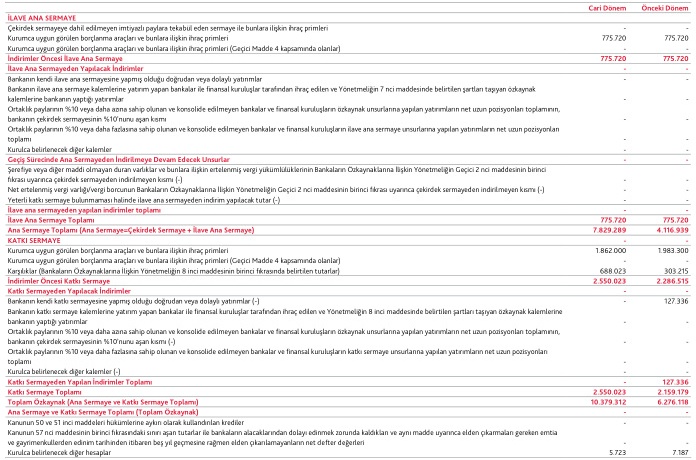 Cari Dönem Önceki Dönem
İLAVE ANA SERMAYE - -
Çekirdek sermayeye dahil edilmeyen imtiyazlı paylara tekabül eden sermaye ile bunlara ilişkin ihraç primleri - -
Kurumca uygun görülen borçlanma araçları ve bunlara ilişkin ihraç primleri 775.720 775.720
Kurumca uygun görülen borçlanma araçları ve bunlara ilişkin ihraç primleri (Geçici Madde 4 kapsamında olanlar) - -
İndirimler Öncesi İlave Ana Sermaye 775.720 775.720
İlave Ana Sermayeden Yapılacak İndirimler - -
Bankanın kendi ilave ana sermayesine yapmış olduğu doğrudan veya dolaylı yatırımlar - -
Bankanın ilave ana sermaye kalemlerine yatırım yapan bankalar ile finansal kuruluşlar tarafından ihraç edilen ve Yönetmeliğin 7 nci maddesinde belirtilen şartları taşıyan özkaynak
kalemlerine bankanın yaptığı yatırımlar - -
Ortaklık paylarının %10 veya daha azına sahip olunan ve konsolide edilmeyen bankalar ve finansal kuruluşların özkaynak unsurlarına yapılan yatırımların net uzun pozisyonları toplamının,
bankanın çekirdek sermayesinin %10'nunu aşan kısmı - -
Ortaklık paylarının %10 veya daha fazlasına sahip olunan ve konsolide edilmeyen bankalar ve finansal kuruluşların ilave ana sermaye unsurlarına yapılan yatırımların net uzun pozisyonları
toplamı - -
Kurulca belirlenecek diğer kalemler - -
Geçiş Sürecinde Ana Sermayeden İndirilmeye Devam Edecek Unsurlar - -
Şerefiye veya diğer maddi olmayan duran varlıklar ve bunlara ilişkin ertelenmiş vergi yükümlülüklerinin Bankaların Özkaynaklarına İlişkin Yönetmeliğin Geçici 2 nci maddesinin birinci
fıkrası uyarınca çekirdek sermayeden indirilmeyen kısmı (-) - -
Net ertelenmiş vergi varlığı/vergi borcunun Bankaların Özkaynaklarına İlişkin Yönetmeliğin Geçici 2 nci maddesinin birinci fıkrası uyarınca çekirdek sermayeden indirilmeyen kısmı (-) - -
Yeterli katkı sermaye bulunmaması halinde ilave ana sermayeden indirim yapılacak tutar (-) - -
İlave ana sermayeden yapılan indirimler toplamı - -
İlave Ana Sermaye Toplamı 775.720 775.720
Ana Sermaye Toplamı (Ana Sermaye=Çekirdek Sermaye + İlave Ana Sermaye) 7.829.289 4.116.939
KATKI SERMAYE - -
Kurumca uygun görülen borçlanma araçları ve bunlara ilişkin ihraç primleri 1.862.000 1.983.300
Kurumca uygun görülen borçlanma araçları ve bunlara ilişkin ihraç primleri (Geçici Madde 4 kapsamında olanlar) - -
Karşılıklar (Bankaların Özkaynaklarına İlişkin Yönetmeliğin 8 inci maddesinin birinci fıkrasında belirtilen tutarlar) 688.023 303.215
İndirimler Öncesi Katkı Sermaye 2.550.023 2.286.515
Katkı Sermayeden Yapılacak İndirimler - -
Bankanın kendi katkı sermayesine yapmış olduğu doğrudan veya dolaylı yatırımlar (-) - 127.336
Bankanın katkı sermaye kalemlerine yatırım yapan bankalar ile finansal kuruluşlar tarafından ihraç edilen ve Yönetmeliğin 8 inci maddesinde belirtilen şartları taşıyan özkaynak kalemlerine
bankanın yaptığı yatırımlar - -
Ortaklık paylarının %10 veya daha azına sahip olunan ve konsolide edilmeyen bankalar ve finansal kuruluşların özkaynak unsurlarına yapılan yatırımların net uzun pozisyonları toplamının,
bankanın çekirdek sermayesinin %10'nunu aşan kısmı (-) - -
Ortaklık paylarının %10 veya daha fazlasına sahip olunan ve konsolide edilmeyen bankalar ve finansal kuruluşların katkı sermaye unsurlarına yapılan yatırımların net uzun pozisyonları
toplamı - -
Kurulca belirlenecek diğer kalemler (-) - -
Katkı Sermayeden Yapılan İndirimler Toplamı - 127.336
Katkı Sermaye Toplamı 2.550.023 2.159.179
Toplam Özkaynak (Ana Sermaye ve Katkı Sermaye Toplamı) 10.379.312 6.276.118
Ana Sermaye ve Katkı Sermaye Toplamı (Toplam Özkaynak) - -
Kanunun 50 ve 51 inci maddeleri hükümlerine aykırı olarak kullandırılan krediler - -
Kanunun 57 nci maddesinin birinci fıkrasındaki sınırı aşan tutarlar ile bankaların alacaklarından dolayı edinmek zorunda kaldıkları ve aynı madde uyarınca elden çıkarmaları gereken emtia
ve gayrimenkullerden edinim tarihinden itibaren beş yıl geçmesine rağmen elden çıkarılamayanların net defter değerleri - -
Kurulca belirlenecek diğer hesaplar 5.723 7.187